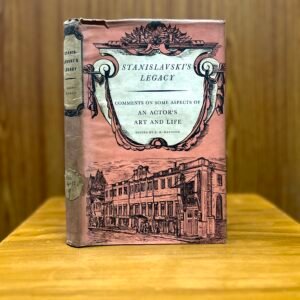 STANISLAVSKI'S
LEGACY
COMMENTS ON SOME ASPECTS OF
AN ACTOR'S
ART AND LIFE
STANIS-
LAVSKI'S
LEGACY